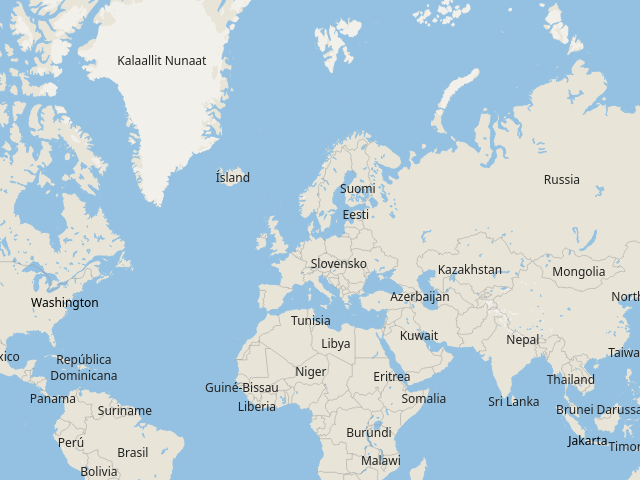 Kalaallit Nunaat
Ísland
Suomi
Russia
Eesti
Slovensko
Kazakhstan
Mongolia
Washington
Azerbaijan
North
Tunisia
Libya
Kuwait
Nepal
Taiwa
xico
República
Dominicana
Niger
Eritrea
Thailand
Guiné-Bissau
Panama
Somalia
Sri Lanka
Suriname
Liberia
Brunei Darussa
Perú
Burundi
Jakarta
Timor
Brasil
Malawi
Bolivia